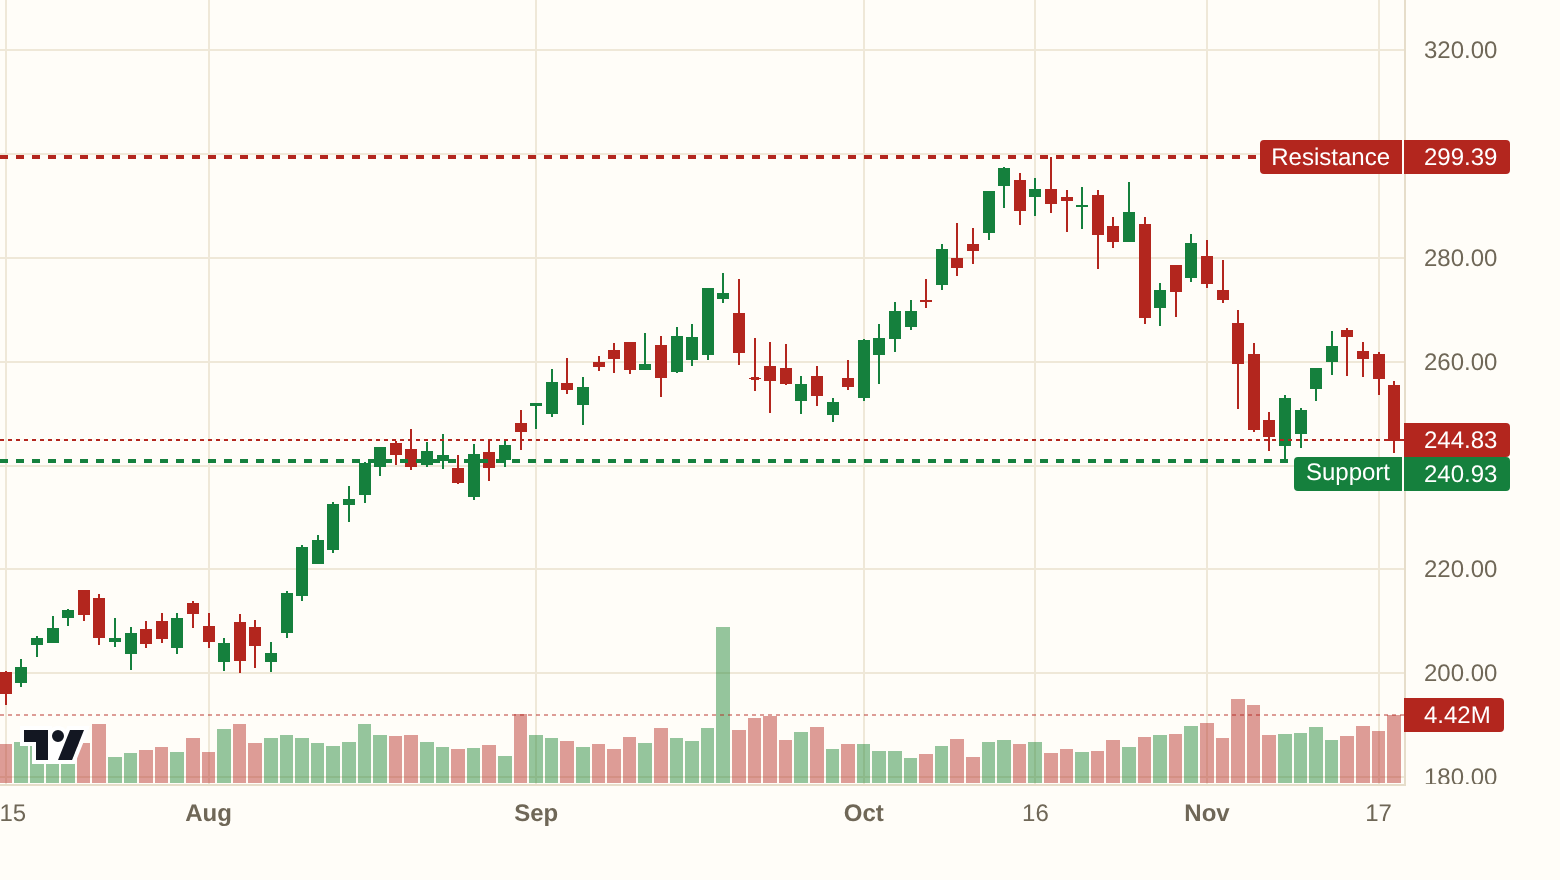 320.00
Resistance 299.39
280.00
260.00
244.83
Support 240.93
220.00
200.00
4.42M
180.00
15 Aug Sep Oct 16 Nov 17